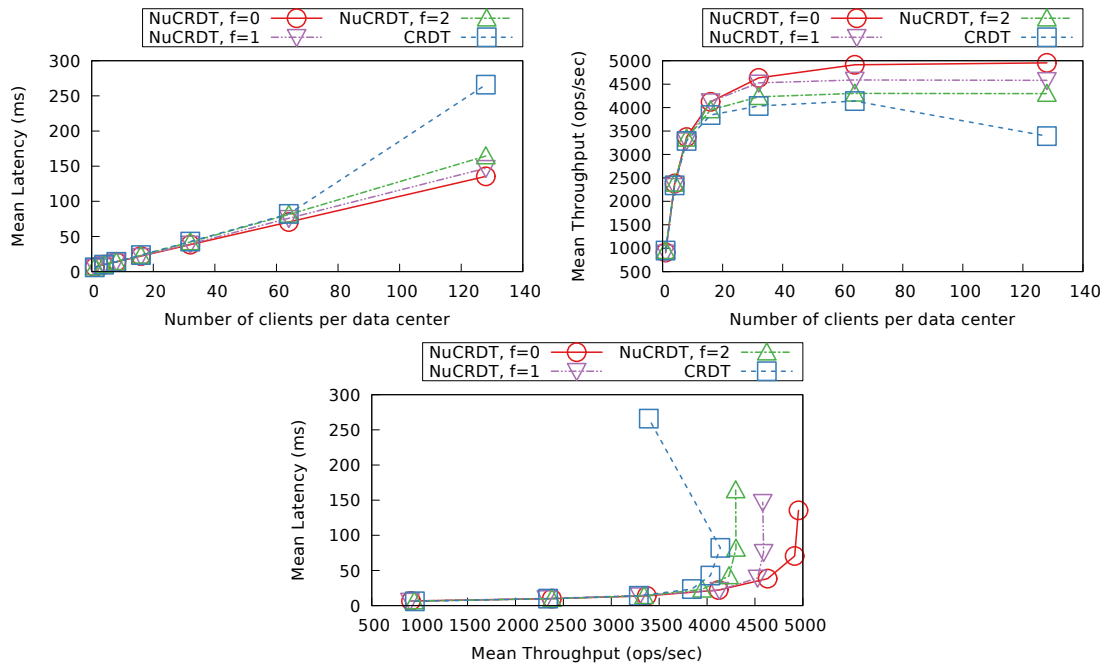 NuCRDT, f=0 NuCRDT, f=2
NuCRDT, f=1 CRDT
300
250
200
150
100
50
0
Mean Latency (ms)
0 20 40 60 80 100 120 140
Number of clients per data center
NuCRDT, f=0 NuCRDT, f=2
NuCRDT, f=1 CRDT
5000
4500
4000
3500
3000
2500
2000
1500
1000
500
Mean Throughput (ops/sec)
0 20 40 60 80 100 120 140
Number of clients per data center
NuCRDT, f=0 NuCRDT, f=2
NuCRDT, f=1 CRDT
300
250
200
150
100
50
0
Mean Latency (ms)
500 1000 1500 2000 2500 3000 3500 4000 4500 5000
Mean Throughput (ops/sec)